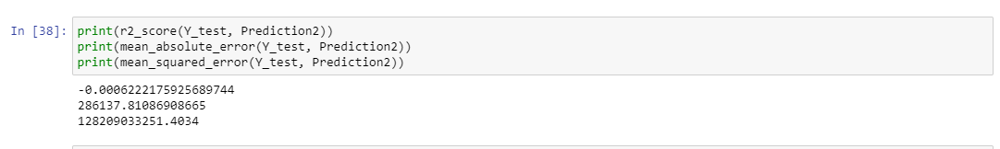 In [38]: print(r2_score(Y_test, Prediction2))
print(mean_absolute_error(Y_test, Prediction2))
print(mean_squared_error(Y_test, Prediction2))
-0.0006222175925689744
286137.81086908665
128209033251.4034